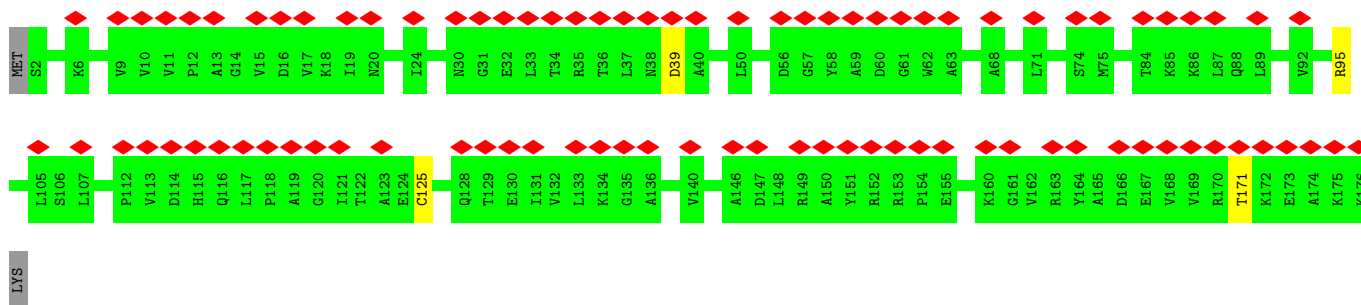 MET S2 K6 V9 V10 V11 P12 A13 G14 V15 D16 V17 K18 I19 N20 I24 N30 G31 E32 L33 T34 R35 T36 L37 N38 D39 A40 L50 D56 G57 Y58 A59 D60 G61 W62 A63 A68 L71 S74 M75 T84 K85 K86 L87 Q88 L89 V92 R95
L105 S106 L107 P112 V113 D114 H115 Q116 L117 P118 A119 G120 I121 T122 A123 E124 C125 Q128 T129 E130 I131 V132 L133 K134 G135 A136 V140 A146 D147 L148 R149 A150 Y151 R152 R153 P154 E155 K160 G161 V162 R163 Y164 A165 D166 E167 V168 V169 R170 T171 K172 E173 A174 K175 K176
LYS